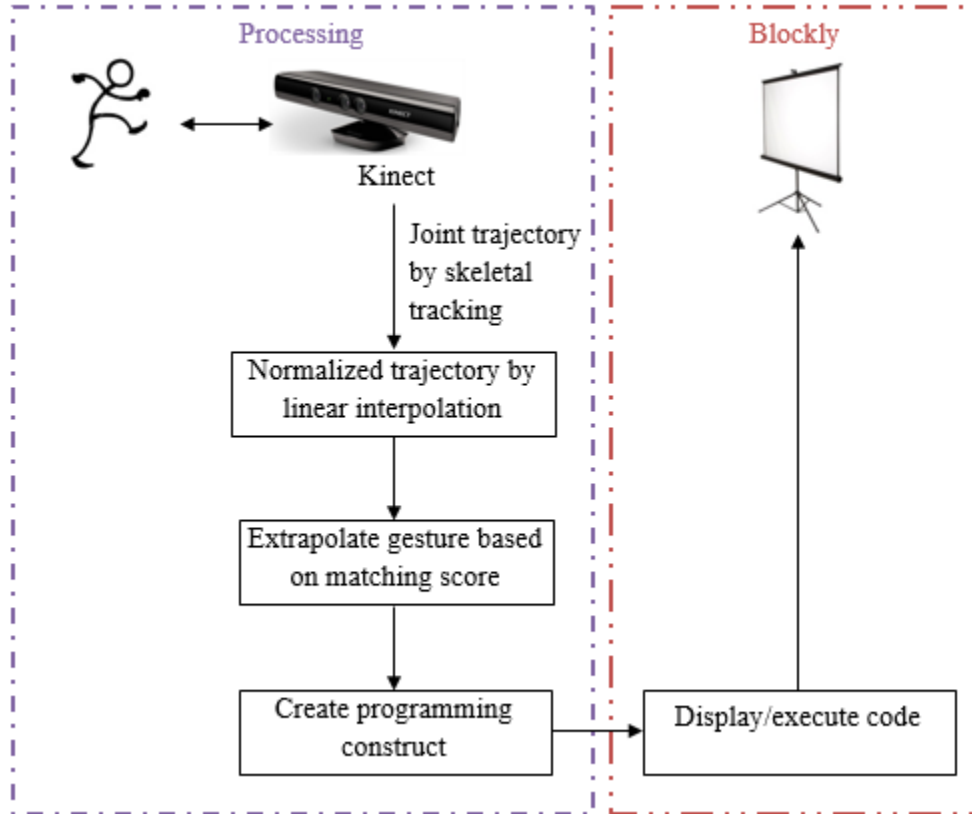 Processing
Blockly
KINECT
Kinect
Joint trajectory
by skeletal
tracking
Normalized trajectory by
linear interpolation
Extrapolate gesture based
on matching score
Create programming
construct
Display/execute code